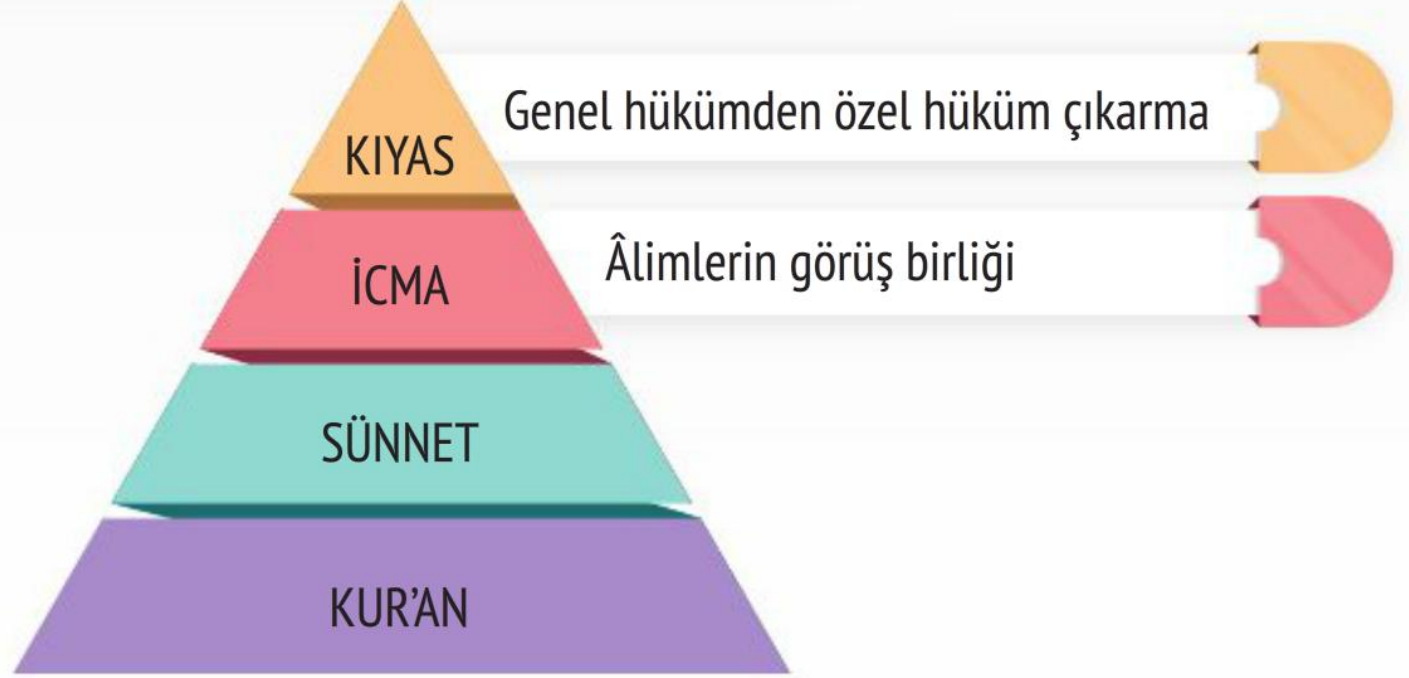 KIYAS
Genel hükümden özel hüküm çıkarma
İCMA
Âlimlerin görüş birliği
SÜNNET
KUR’AN